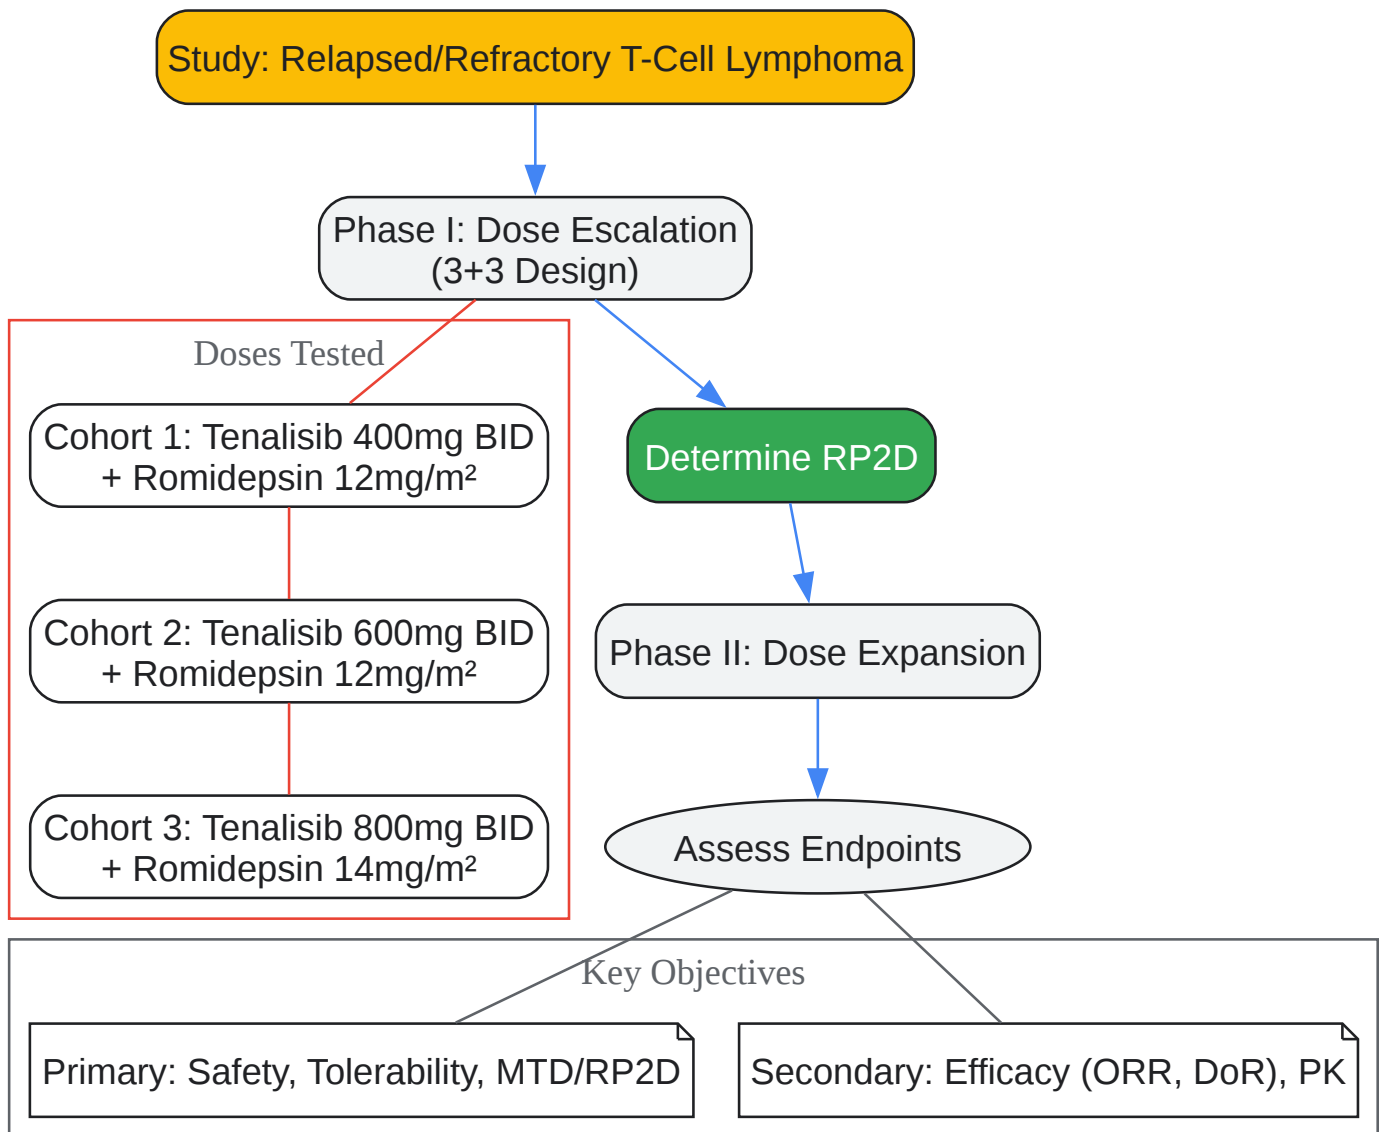 Study: Relapsed/Refractory T-Cell Lymphoma
Phase I: Dose Escalation
(3+3 Design)
Doses Tested
Cohort 1: Tenalisib 400mg BID
+ Romidepsin 12mg/m²
Determine RP2D
Cohort 2: Tenalisib 600mg BID
+ Romidepsin 12mg/m²
Phase II: Dose Expansion
Cohort 3: Tenalisib 800mg BID
+ Romidepsin 14mg/m²
Assess Endpoints
Key Objectives
Primary: Safety, Tolerability, MTD/RP2D
Secondary: Efficacy (ORR, DoR), PK